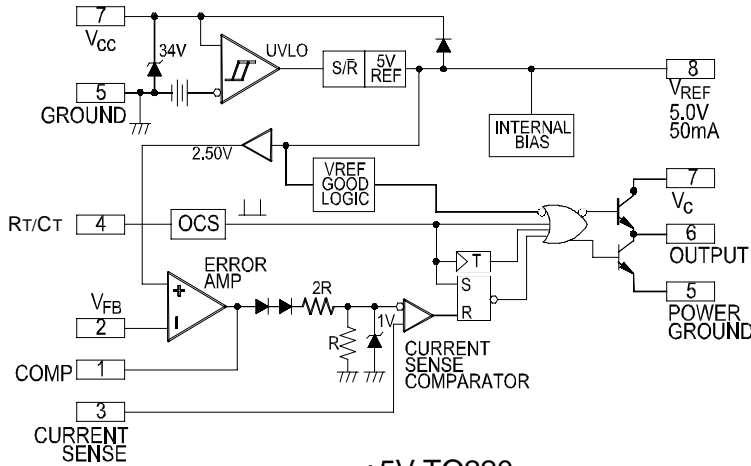 7
VCC
34V
UVLO
S/R̅
5V
REF
8
VREF
5.0V
50mA
5
GROUND
INTERNAL
BIAS
2.50V
VREF
GOOD
LOGIC
7
VC
RT/CT
4
OCS
6
OUTPUT
T
ERROR
AMP
S
R
5
POWER
GROUND
VFB
2
+
−
2R
1V
R
CURRENT
SENSE
COMPARATOR
COMP
1
3
CURRENT
SENSE